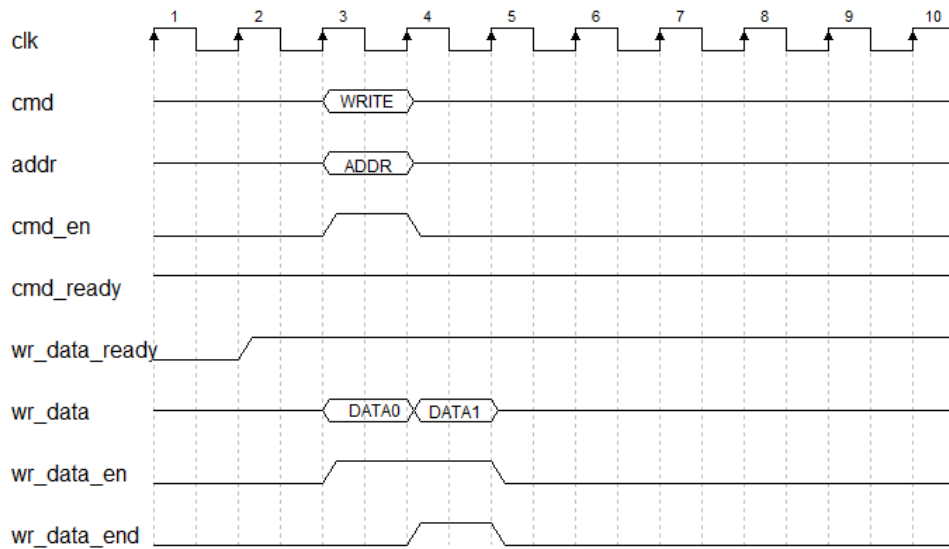 1 2 3 4 5 6 7 8 9 10
clk
cmd WRITE
addr ADDR
cmd_en
cmd_ready
wr_data_ready
wr_data DATA0 DATA1
wr_data_en
wr_data_end